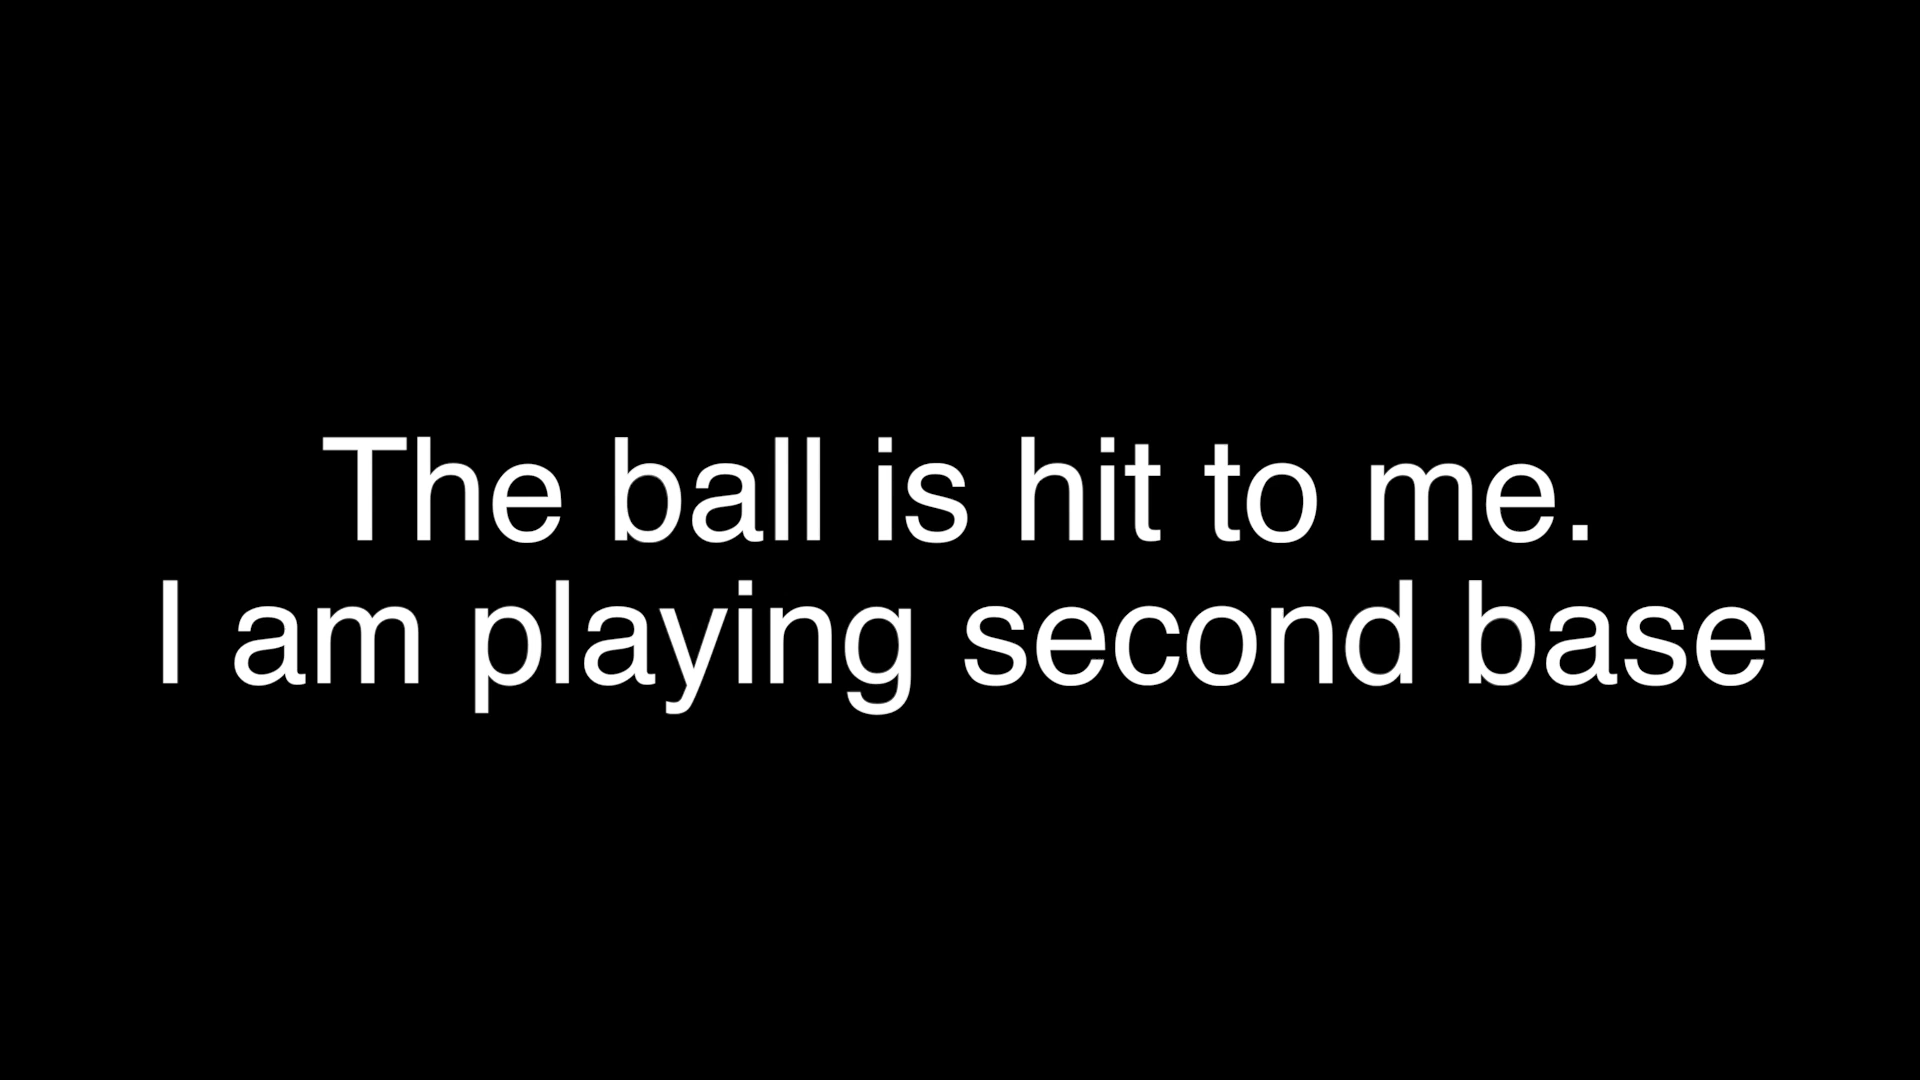 The ball is hit to me.
I am playing second base